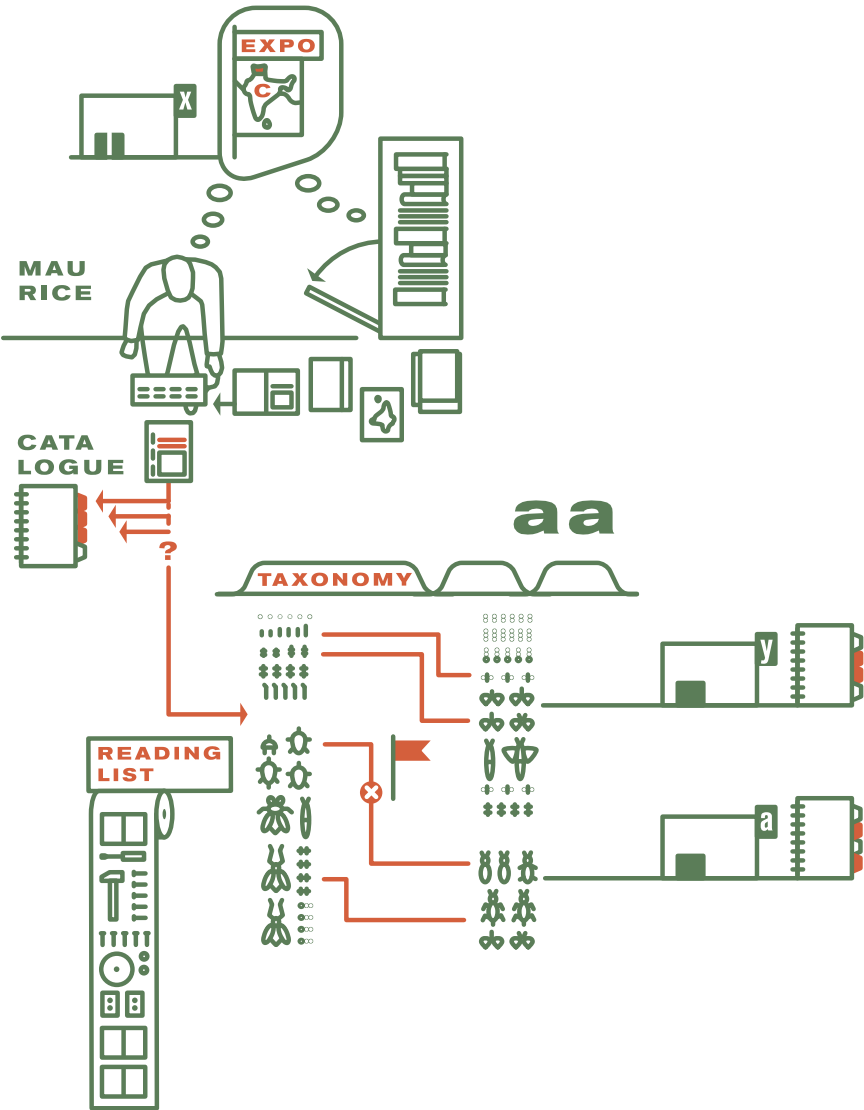 EXPO
C
x
MAU
RICE
CATA
LOGUE
?
aa
TAXONOMY
y
READING
LIST
a